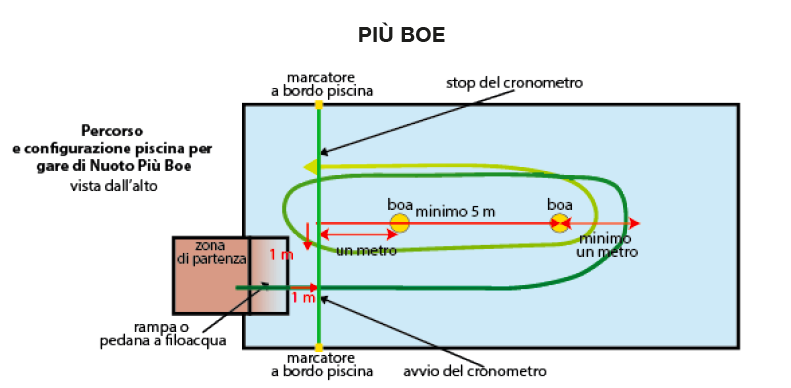 PIÙ BOE
marcatore
a bordo piscina
stop del cronometro
Percorso
e configurazione piscina per
gare di Nuoto Più Boe
vista dall'alto
boa
minimo 5 m
boa
un metro
minimo
un metro
zona
di partenza
1 m
1 m
rampa o
pedana a filoacqua
marcatore
a bordo piscina
avvio del cronometro